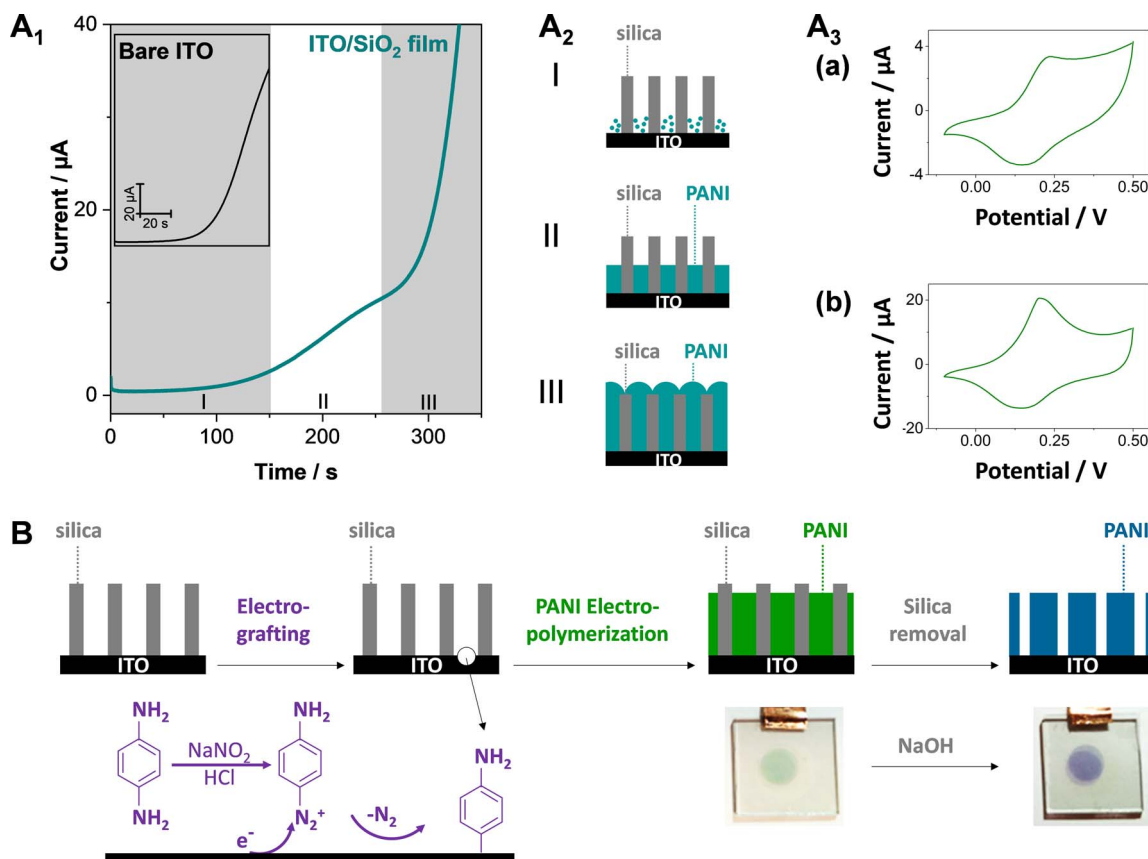 A₁
40
20
0
Current / µA
Bare ITO
20 µA
20 s
ITO/SiO₂ film
I
II
III
0
100
200
300
Time / s
A₂
I
silica
ITO
II
silica
PANI
ITO
III
silica
PANI
ITO
A₃
(a)
4
0
-4
Current / µA
0.00
0.25
0.50
Potential / V
(b)
20
0
-20
Current / µA
0.00
0.25
0.50
Potential / V
B
silica
ITO
Electro-
grafting
silica
ITO
PANI Electro-
polymerization
silica
PANI
ITO
Silica
removal
PANI
ITO
NH₂
NH₂
NaNO₂
HCl
NH₂
N₂⁺
e⁻
-N₂
NH₂
NaOH